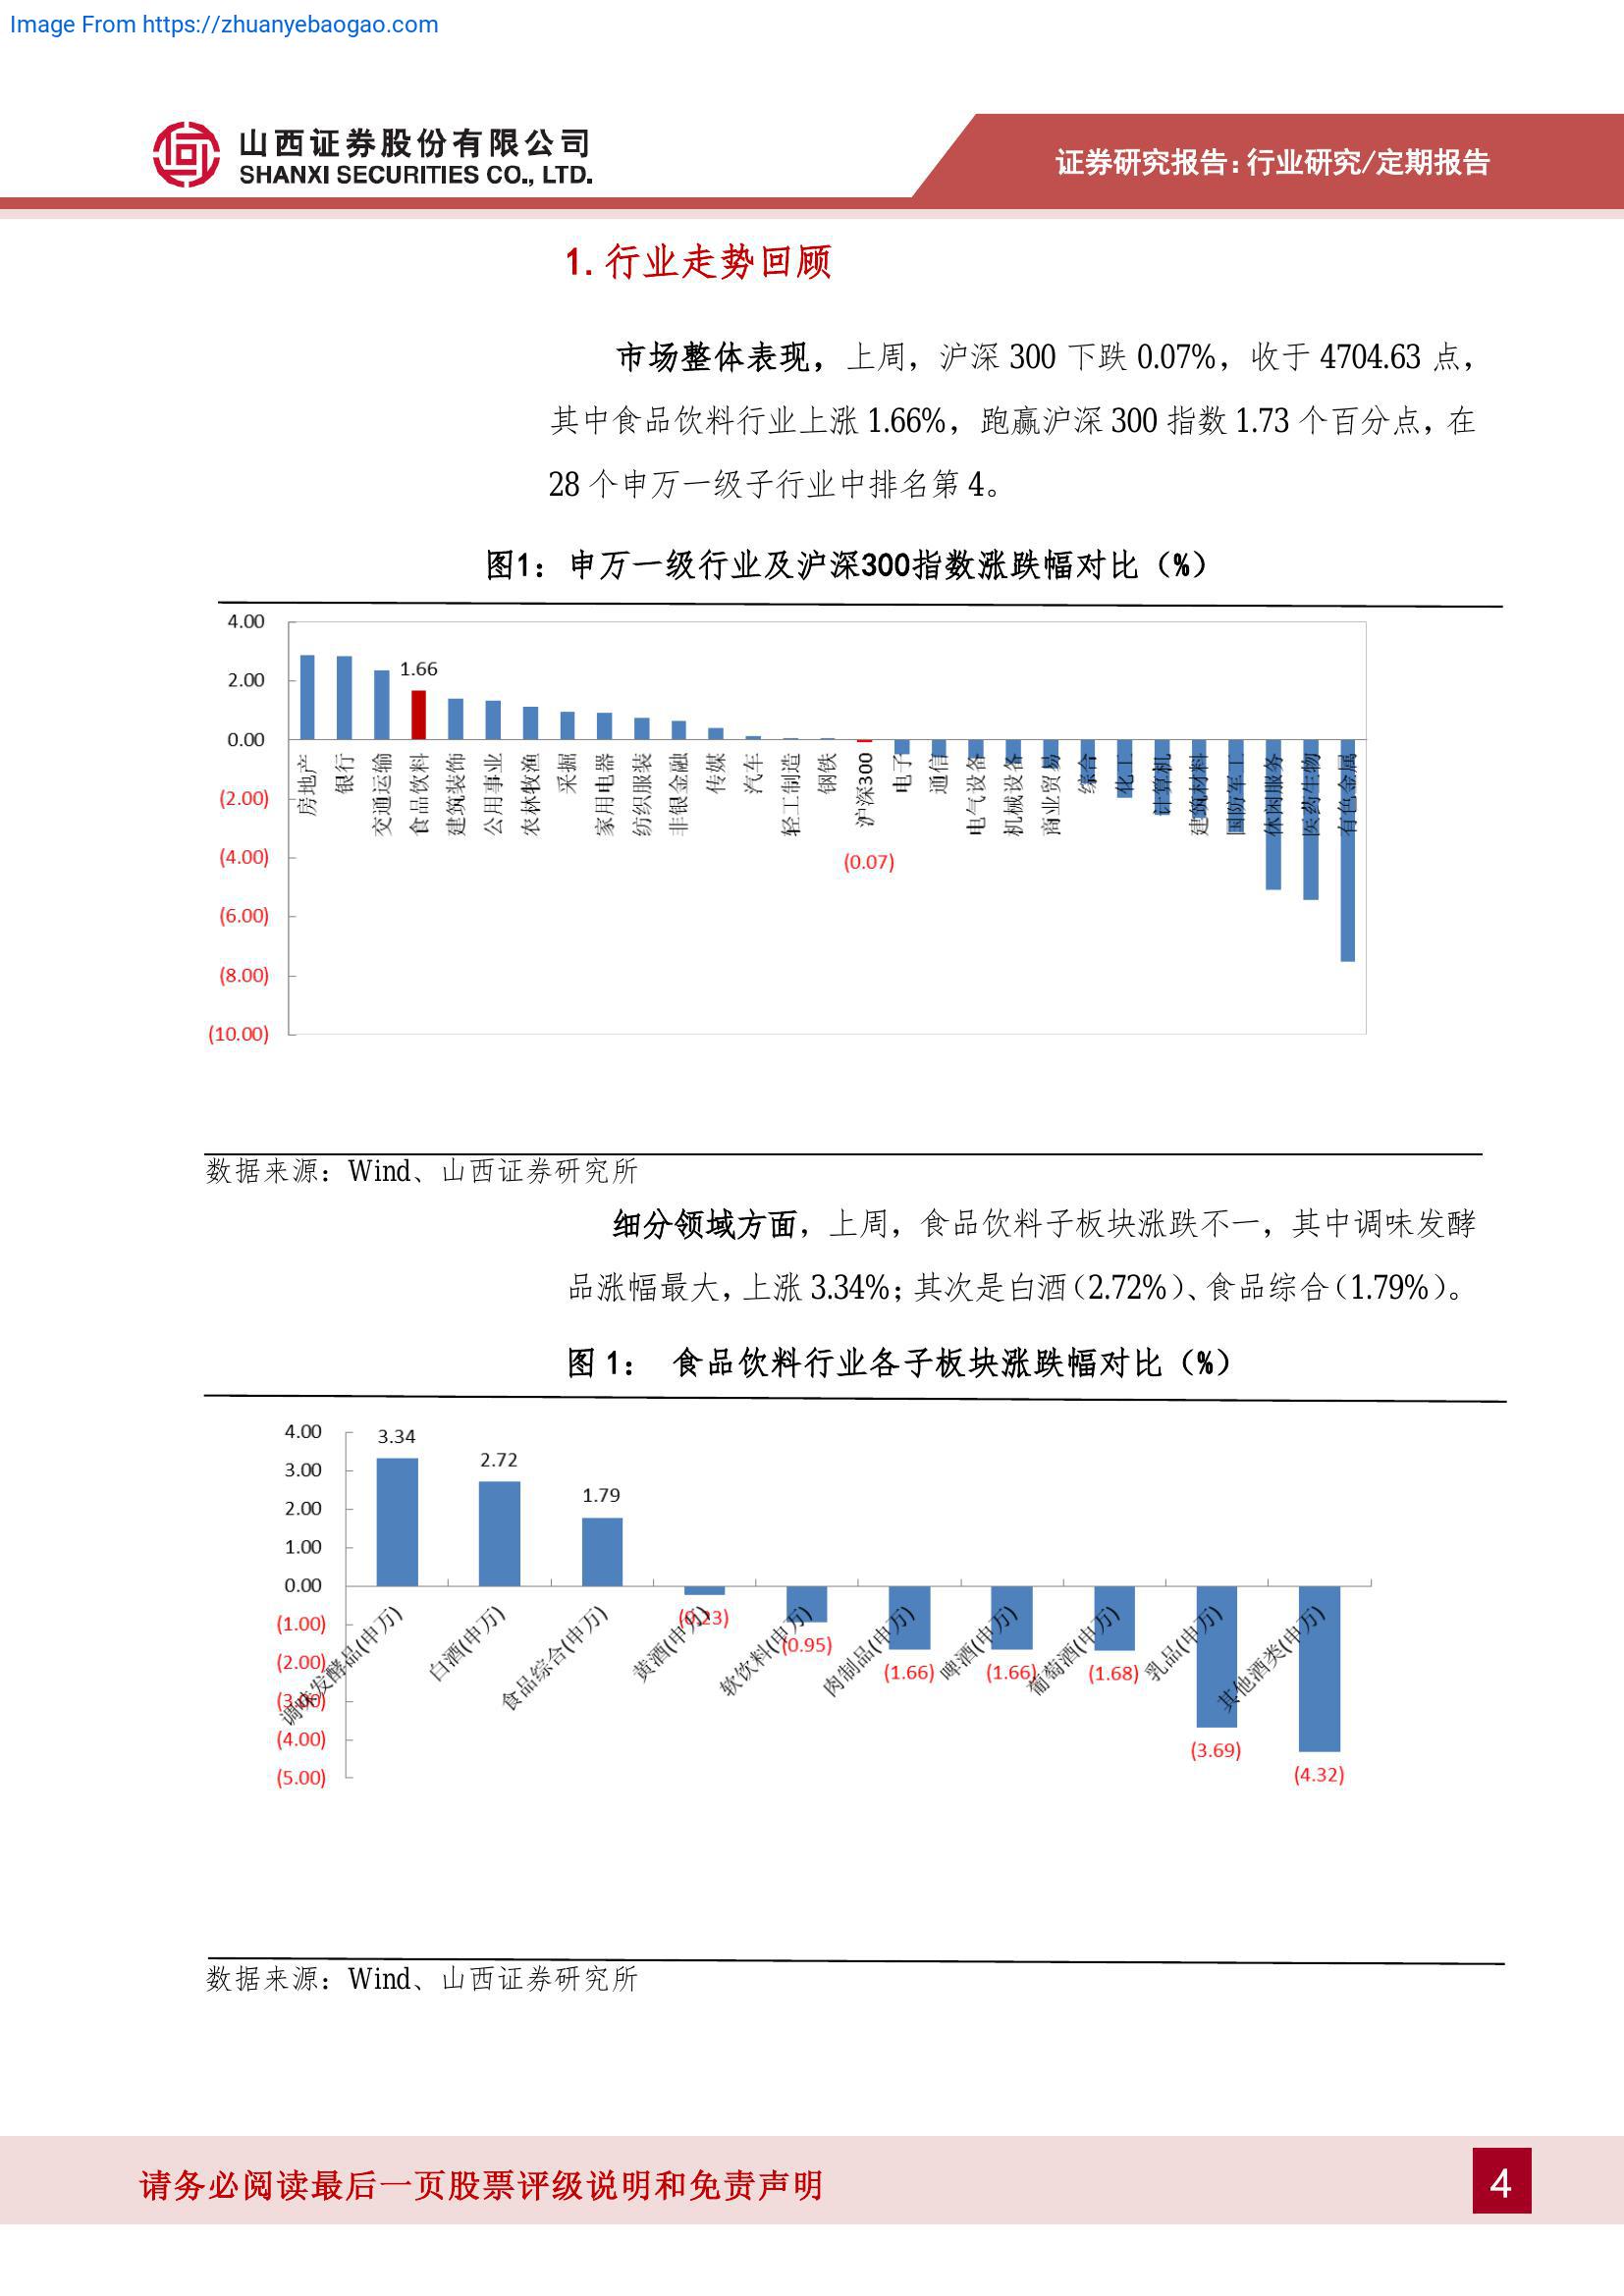 Image From https://zhuanyebaogao.com
山西证券股份有限公司
SHANXI SECURITIES CO., LTD.
证券研究报告：行业研究/定期报告
1.行业走势回顾
市场整体表现，上周，沪深 300 下跌 0.07%，收于 4704.63 点，
其中食品饮料行业上涨 1.66%，跑赢沪深 300 指数 1.73 个百分点，在
28 个申万一级子行业中排名第 4。
图1：申万一级行业及沪深300指数涨跌幅对比（%）
4.00
2.00
0.00
(2.00)
(4.00)
(6.00)
(8.00)
(10.00)
1.66
(0.07)
房地产
银行
交通运输
食品饮料
建筑装饰
公用事业
农林牧渔
采掘
家用电器
纺织服装
非银金融
传媒
汽车
轻工制造
钢铁
沪深300
电子
通信
电气设备
机械设备
商业贸易
综合
化工
计算机
建筑材料
国防军工
休闲服务
医药生物
有色金属
数据来源：Wind、山西证券研究所
细分领域方面，上周，食品饮料子板块涨跌不一，其中调味发酵
品涨幅最大，上涨 3.34%；其次是白酒（2.72%）、食品综合（1.79%）。
图 1： 食品饮料行业各子板块涨跌幅对比（%）
4.00
3.00
2.00
1.00
0.00
(1.00)
(2.00)
(3.00)
(4.00)
(5.00)
3.34
2.72
1.79
(0.23)
(0.95)
(1.66)
(1.66)
(1.68)
(3.69)
(4.32)
调味发酵品(申万)
白酒(申万)
食品综合(申万)
黄酒(申万)
软饮料(申万)
肉制品(申万)
啤酒(申万)
葡萄酒(申万)
乳品(申万)
其他酒类(申万)
数据来源：Wind、山西证券研究所
请务必阅读最后一页股票评级说明和免责声明
4